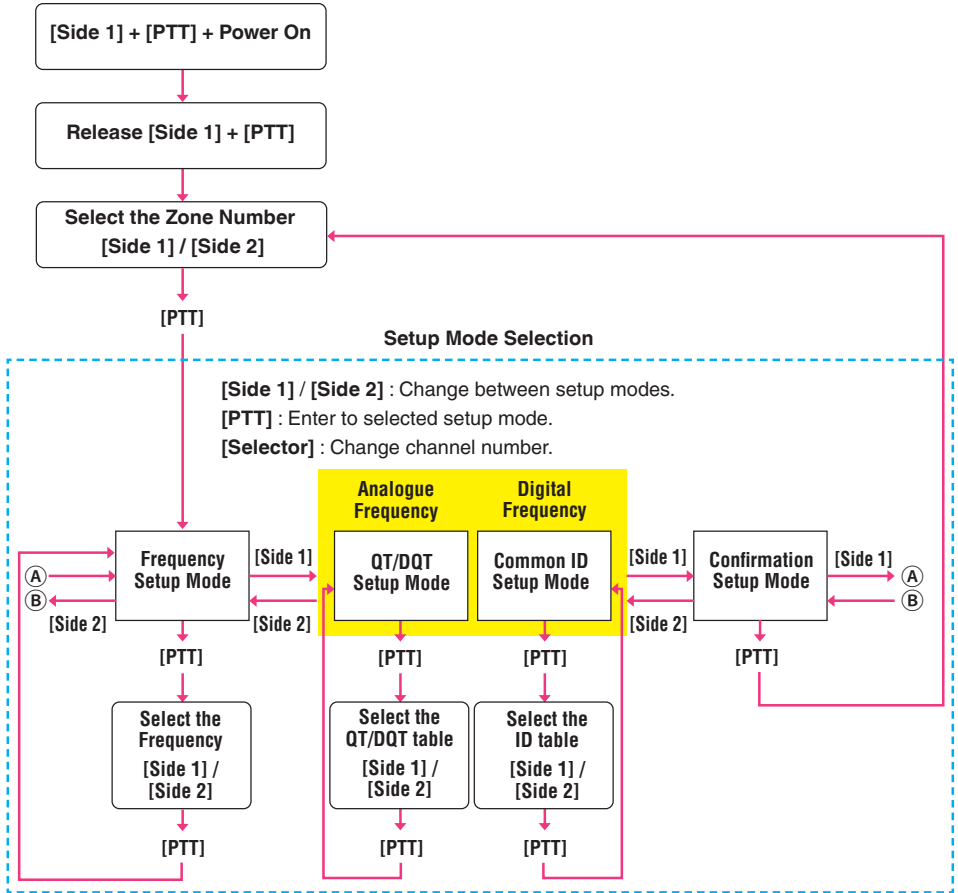 [Side 1] + [PTT] + Power On
Release [Side 1] + [PTT]
Select the Zone Number
[Side 1] / [Side 2]
[PTT]
Setup Mode Selection
[Side 1] / [Side 2] : Change between setup modes.
[PTT] : Enter to selected setup mode.
[Selector] : Change channel number.
Analogue
Frequency
Digital
Frequency
Frequency
Setup Mode
[Side 1]
QT/DQT
Setup Mode
Common ID
Setup Mode
[Side 1]
Confirmation
Setup Mode
[Side 1]
A
B
A
B
[Side 2]
[Side 2]
[Side 2]
[PTT]
[PTT]
[PTT]
[PTT]
Select the
Frequency
[Side 1] /
[Side 2]
Select the
QT/DQT table
[Side 1] /
[Side 2]
Select the
ID table
[Side 1] /
[Side 2]
[PTT]
[PTT]
[PTT]